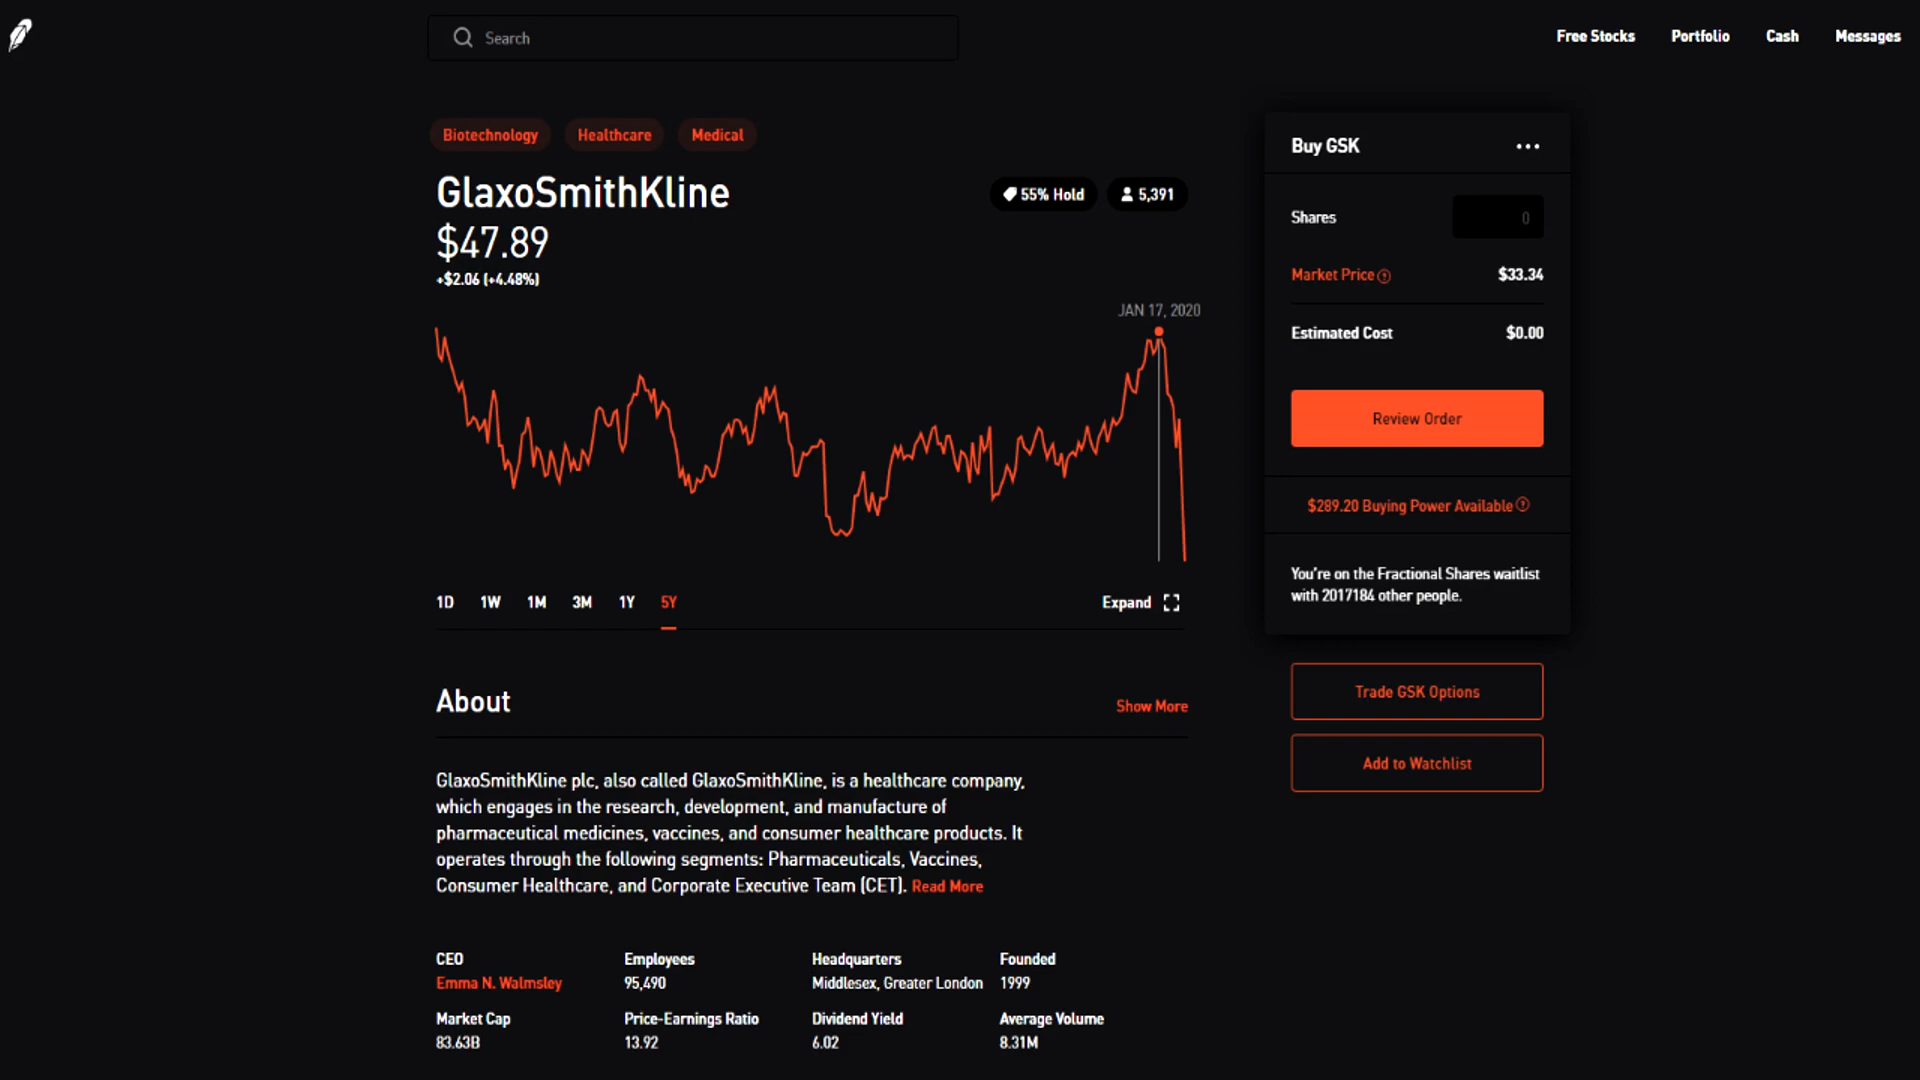 Search
Free Stocks
Portfolio
Cash
Messages
Biotechnology
Healthcare
Medical
GlaxoSmithKline
55% Hold
5,391
$47.89
+$2.06 (+4.48%)
JAN 17, 2020
1D
1W
1M
3M
1Y
5Y
Expand
About
Show More
GlaxoSmithKline plc, also called GlaxoSmithKline, is a healthcare company,
which engages in the research, development, and manufacture of
pharmaceutical medicines, vaccines, and consumer healthcare products. It
operates through the following segments: Pharmaceuticals, Vaccines,
Consumer Healthcare, and Corporate Executive Team (CET). Read More
CEO
Emma N. Walmsley
Employees
95,490
Headquarters
Middlesex, Greater London
Founded
1999
Market Cap
83.63B
Price-Earnings Ratio
13.92
Dividend Yield
6.02
Average Volume
8.31M
Buy GSK
Shares
0
Market Price
$33.34
Estimated Cost
$0.00
Review Order
$289.20 Buying Power Available
You're on the Fractional Shares waitlist
with 2017184 other people.
Trade GSK Options
Add to Watchlist